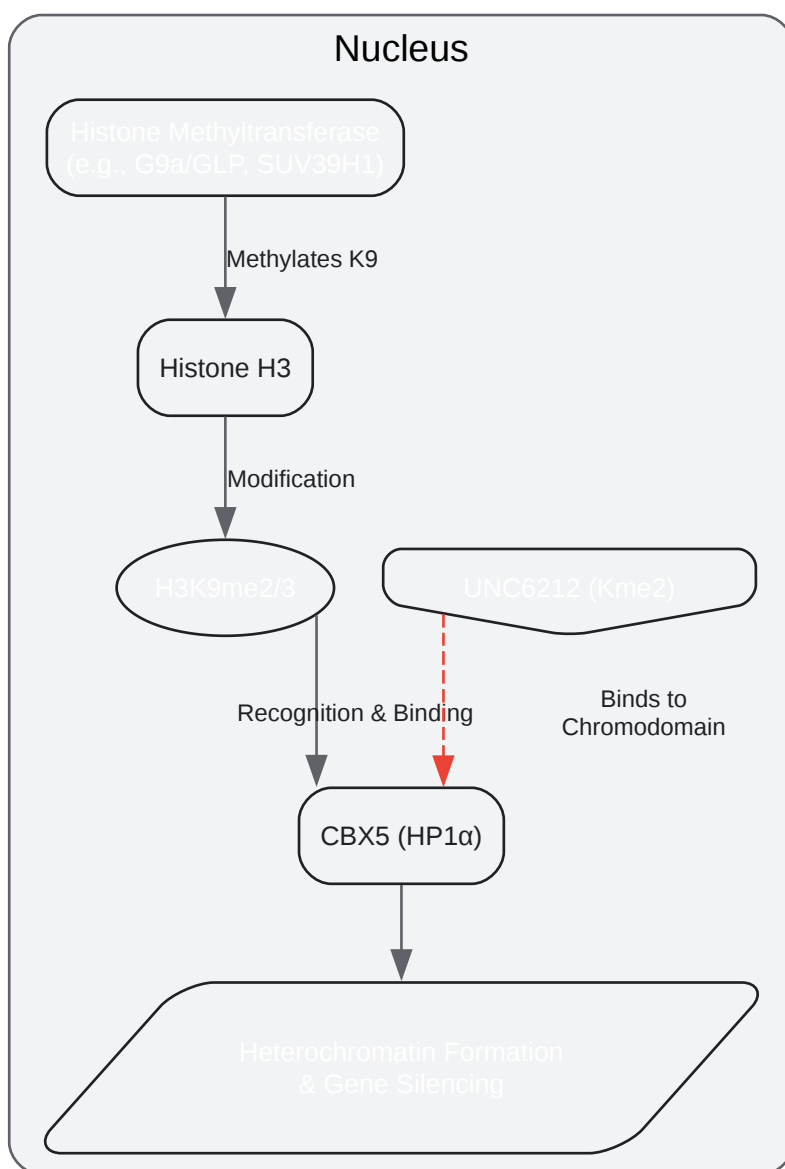 Nucleus
Histone Methyltransferase
(e.g., G9a/GLP, SUV39H1)
Methylates K9
Histone H3
Modification
H3K9me2/3
UNC6212 (Kme2)
Recognition & Binding
Binds to
Chromodomain
CBX5 (HP1α)
Heterochromatin Formation
& Gene Silencing